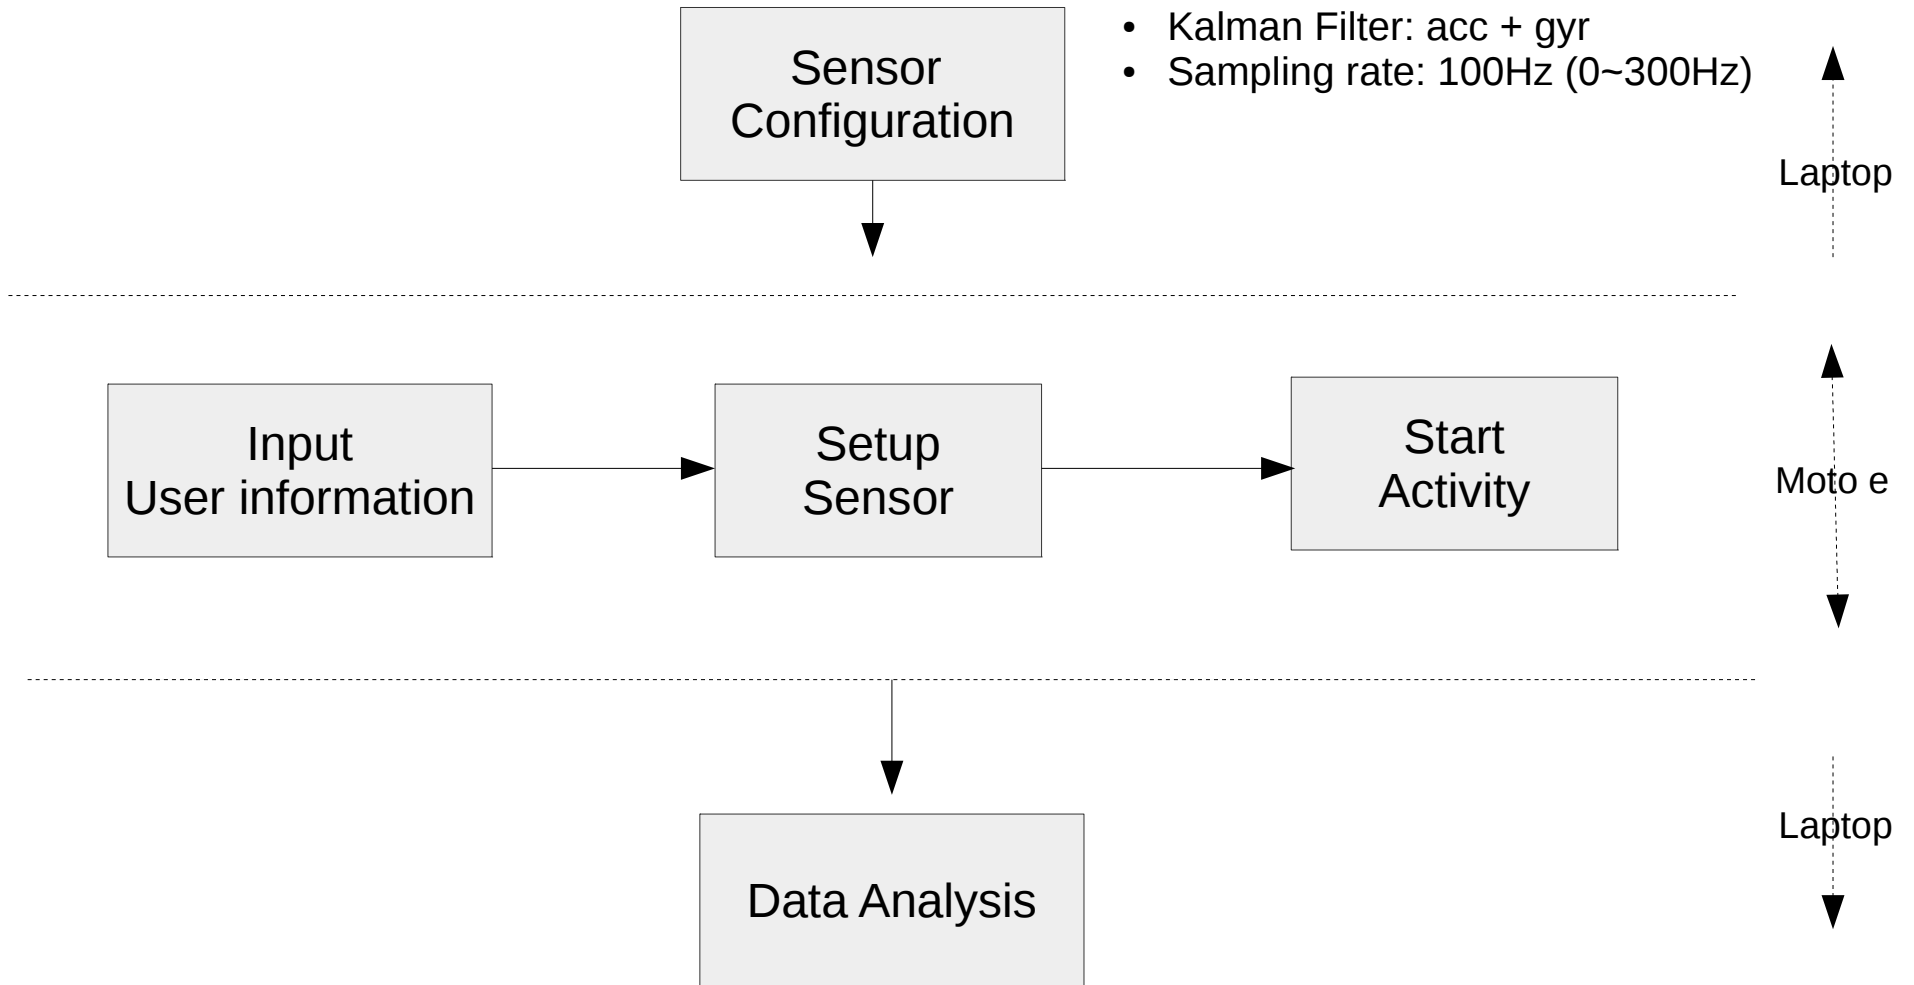 Sensor
Configuration
• Kalman Filter: acc + gyr
• Sampling rate: 100Hz (0~300Hz)
Laptop
Input
User information
Setup
Sensor
Start
Activity
Moto e
Data Analysis
Laptop